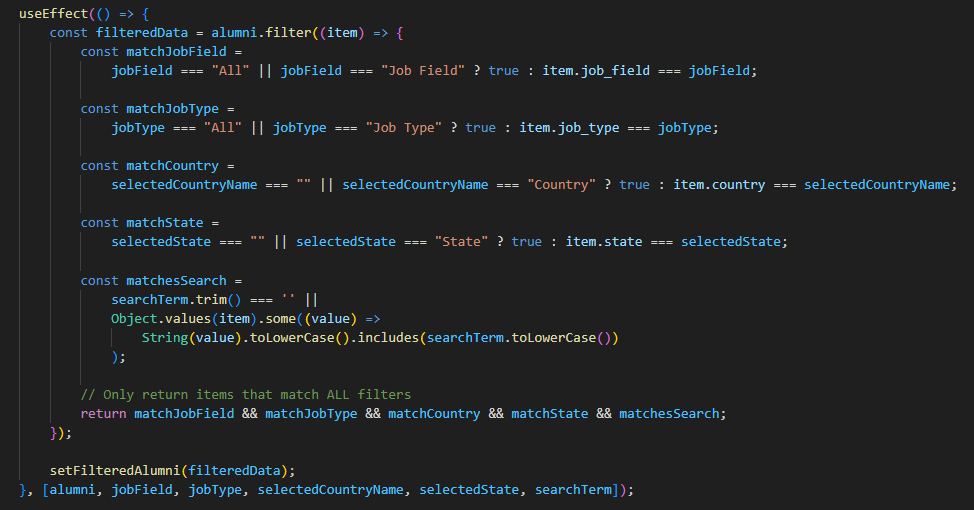 useEffect(() => {
const filteredData = alumni.filter((item) => {
const matchJobField =
jobField === "All" || jobField === "Job Field" ? true : item.job_field === jobField;
const matchJobType =
jobType === "All" || jobType === "Job Type" ? true : item.job_type === jobType;
const matchCountry =
selectedCountryName === "" || selectedCountryName === "Country" ? true : item.country === selectedCountryName;
const matchState =
selectedState === "" || selectedState === "State" ? true : item.state === selectedState;
const matchesSearch =
searchTerm.trim() === '' ||
Object.values(item).some((value) =>
String(value).toLowerCase().includes(searchTerm.toLowerCase())
);
// Only return items that match ALL filters
return matchJobField && matchJobType && matchCountry && matchState && matchesSearch;
});
setFilteredAlumni(filteredData);
}, [alumni, jobField, jobType, selectedCountryName, selectedState, searchTerm]);